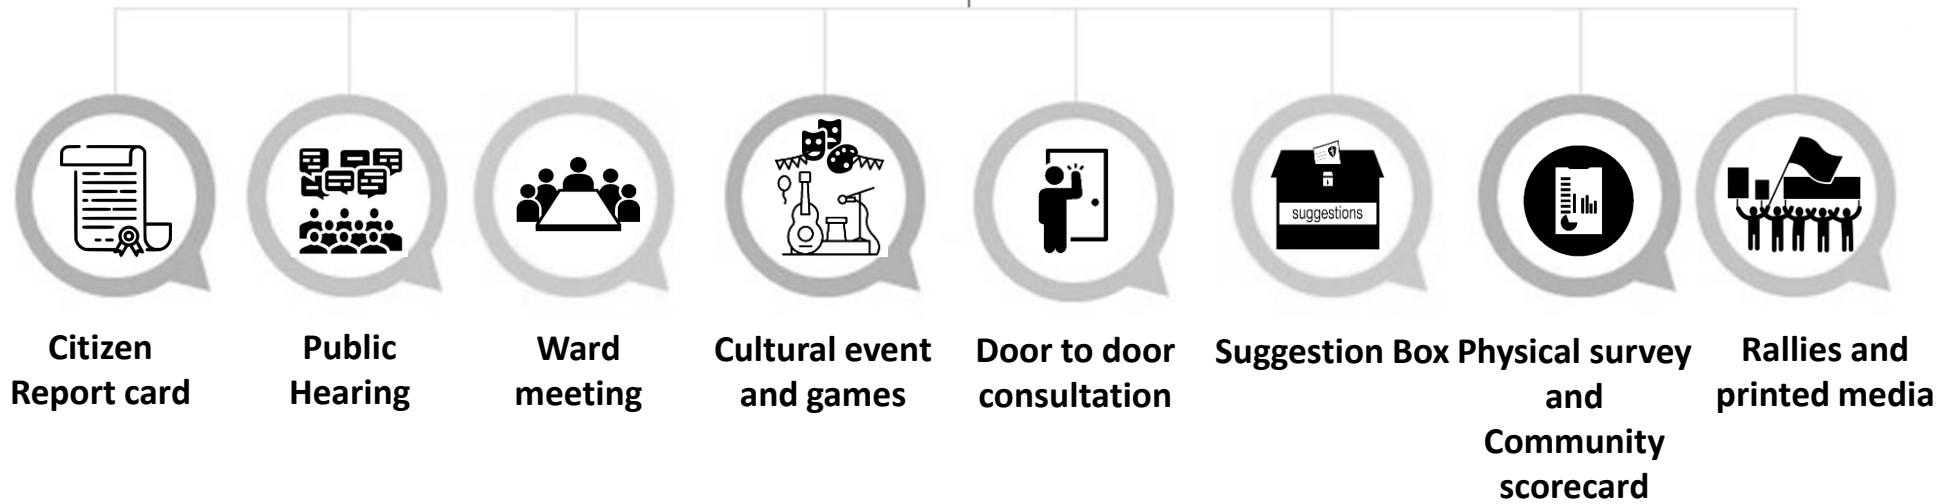 suggestions
Citizen
Report card
Public
Hearing
Ward
meeting
Cultural event
and games
Door to door
consultation
Suggestion Box
Physical survey
and
Community
scorecard
Rallies and
printed media